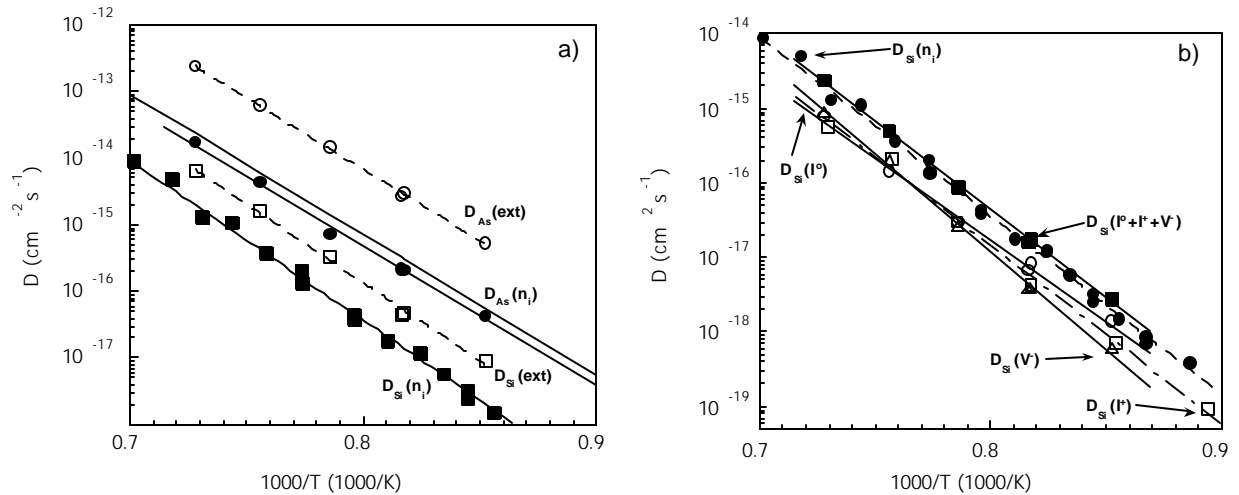 a)
D (cm⁻² s⁻¹)
10⁻¹²
10⁻¹³
10⁻¹⁴
10⁻¹⁵
10⁻¹⁶
10⁻¹⁷
D_As(ext)
D_As(n_i)
D_Si(ext)
D_Si(n_i)
0.7 0.8 0.9
1000/T (1000/K)
b)
D (cm² s⁻¹)
10⁻¹⁴
10⁻¹⁵
10⁻¹⁶
10⁻¹⁷
10⁻¹⁸
10⁻¹⁹
D_Si(n_i)
D_Si(I⁰)
D_Si(I⁰+I⁺+V⁻)
D_Si(V⁻)
D_Si(I⁺)
0.7 0.8 0.9
1000/T (1000/K)